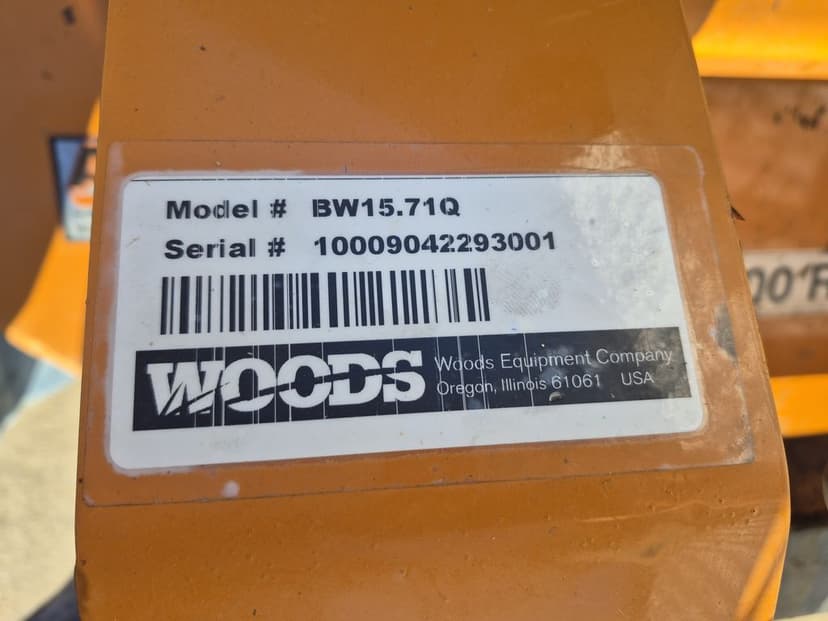 Model # BW15.71Q
Serial # 10009042293001
WOODS
Woods Equipment Company
Oregon, Illinois 61061 USA